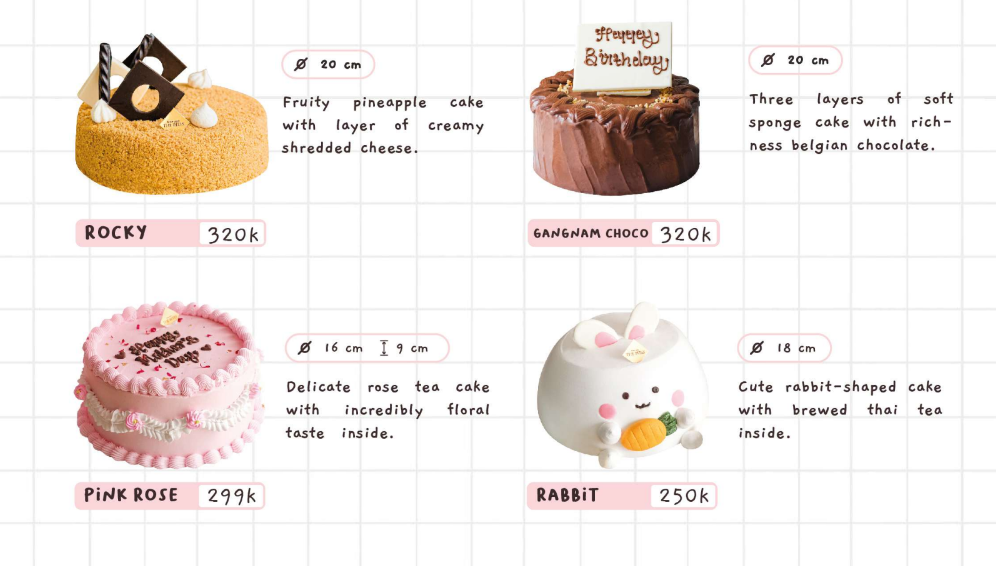 Ø 20 cm
Fruity pineapple cake
with layer of creamy
shredded cheese.
ROCKY 320k
Happy
Birthday
Ø 20 cm
Three layers of soft
sponge cake with rich-
ness belgian chocolate.
GANGNAM CHOCO 320k
Happy
Mother's
Day
Ø 16 cm 9 cm
Delicate rose tea cake
with incredibly floral
taste inside.
PiNK ROSE 299k
Ø 18 cm
Cute rabbit-shaped cake
with brewed thai tea
inside.
RABBiT 250k